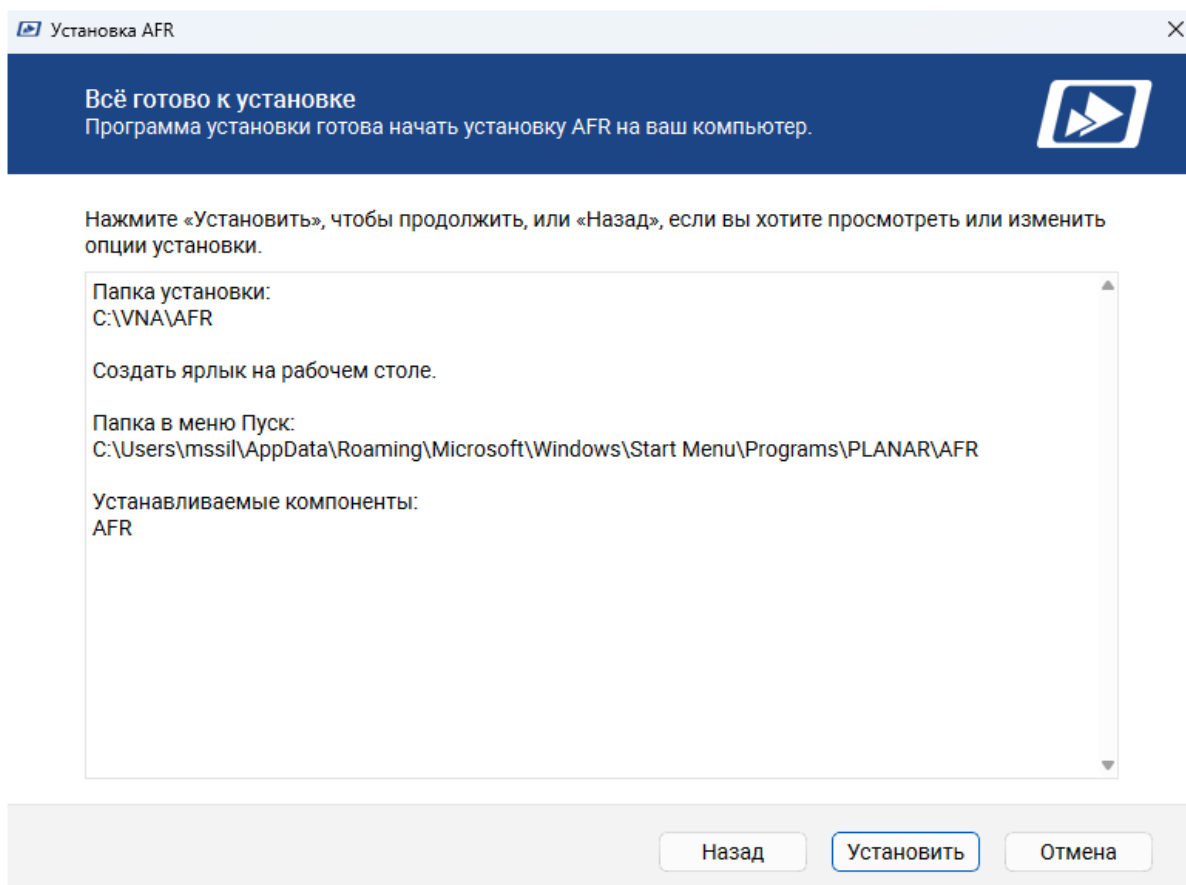 Установка AFR
Всё готово к установке
Программа установки готова начать установку AFR на ваш компьютер.
Нажмите «Установить», чтобы продолжить, или «Назад», если вы хотите просмотреть или изменить
опции установки.
Папка установки:
C:\VNA\AFR
Создать ярлык на рабочем столе.
Папка в меню Пуск:
C:\Users\mssil\AppData\Roaming\Microsoft\Windows\Start Menu\Programs\PLANAR\AFR
Устанавливаемые компоненты:
AFR
Назад
Установить
Отмена